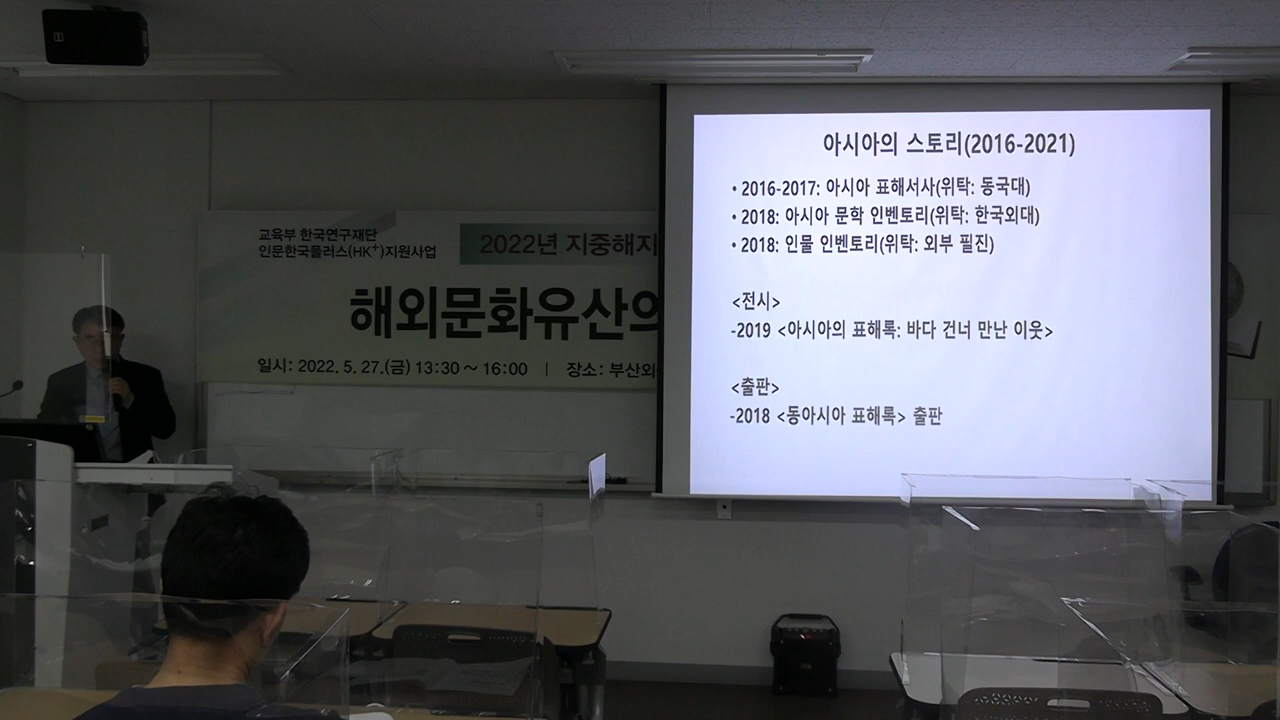 교육부 한국연구재단
인문한국플러스(HK⁺)지원사업
2022년 지중해지
해외문화유산의
일시: 2022. 5. 27.(금) 13:30 ~ 16:00 | 장소: 부산외
아시아의 스토리(2016-2021)
• 2016-2017: 아시아 표해서사(위탁: 동국대)
• 2018: 아시아 문학 인벤토리(위탁: 한국외대)
• 2018: 인물 인벤토리(위탁: 외부 필진)
<전시>
-2019 <아시아의 표해록: 바다 건너 만난 이웃>
<출판>
-2018 <동아시아 표해록> 출판